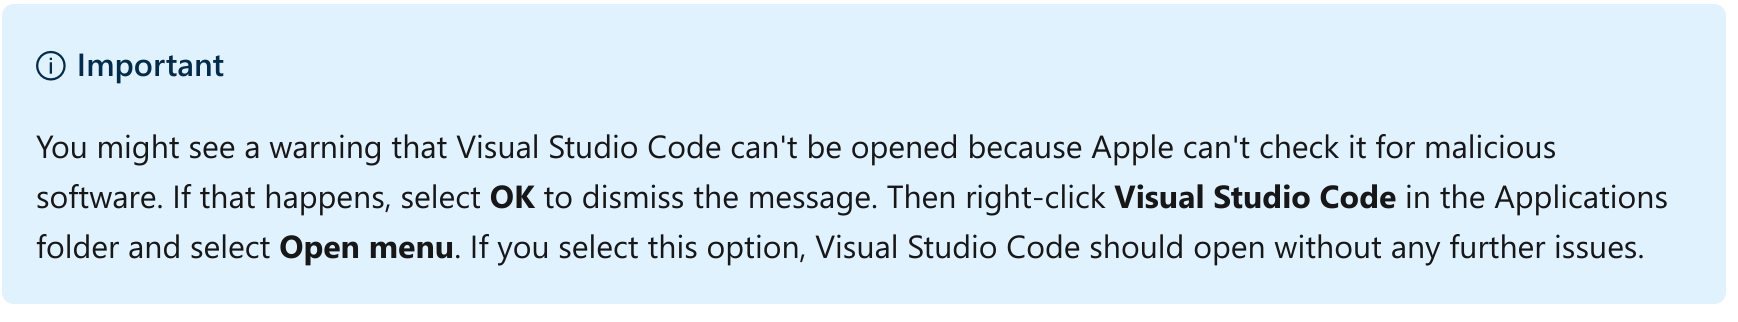 Important
You might see a warning that Visual Studio Code can't be opened because Apple can't check it for malicious
software. If that happens, select OK to dismiss the message. Then right-click Visual Studio Code in the Applications
folder and select Open menu. If you select this option, Visual Studio Code should open without any further issues.